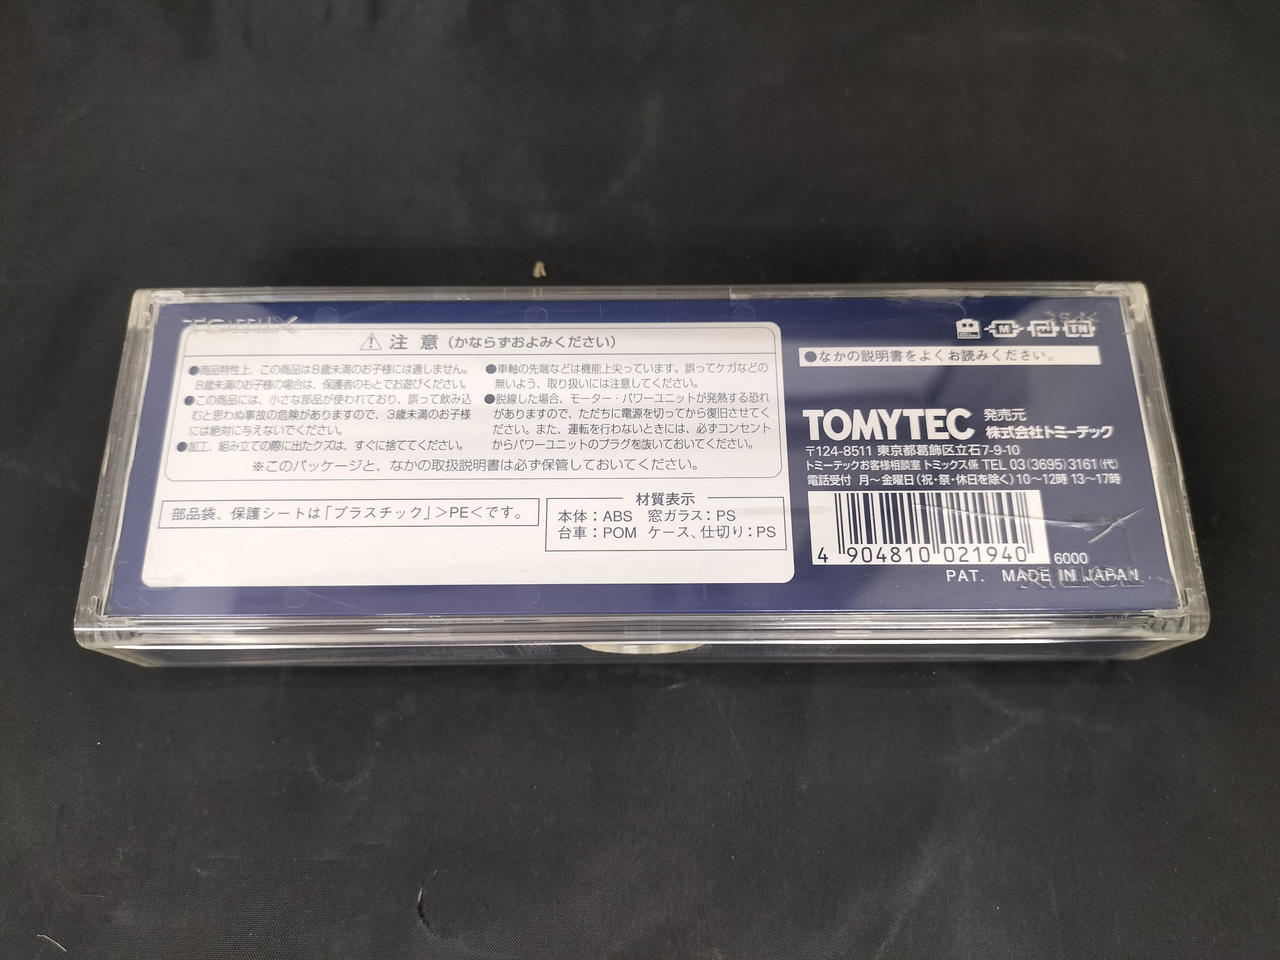 TOMIX
⚠ 注 意 (かならずおよみください)
●商品特性上、この商品は8歳未満のお子様には適しません。
8歳未満のお子様の場合は、保護者のもとでお遊びください。
●この商品には、小さな部品が使われており、誤って飲み込
むと思わぬ事故の危険がありますので、3歳未満のお子様
には絶対に与えないでください。
●加工、組み立ての際に出たクズは、すぐに捨ててください。
●車軸の先端などは機能上尖っています。誤ってケガなどの
無いよう、取り扱いには注意してください。
●脱線した場合、モーター・パワーユニットが発熱する恐れ
がありますので、ただちに電源を切ってから復旧させてく
ださい。また、運転を行わないときには、必ずコンセント
からパワーユニットのプラグを抜いておいてください。
※このパッケージと、なかの取扱説明書は必ず保管しておいてください。
部品袋、保護シートは「プラスチック」>PE<です。
材質表示
本体：ABS 窓ガラス：PS
台車：POM ケース、仕切り：PS
M TN
●なかの説明書をよくお読みください。
TOMYTEC 発売元
株式会社トミーテック
〒124-8511 東京都葛飾区立石7-9-10
トミーテックお客様相談室 トミックス係 TEL 03(3695)3161(代)
電話受付 月～金曜日(祝・祭・休日を除く)10～12時 13～17時
4 904810 021940
6000
PAT. MADE IN JAPAN